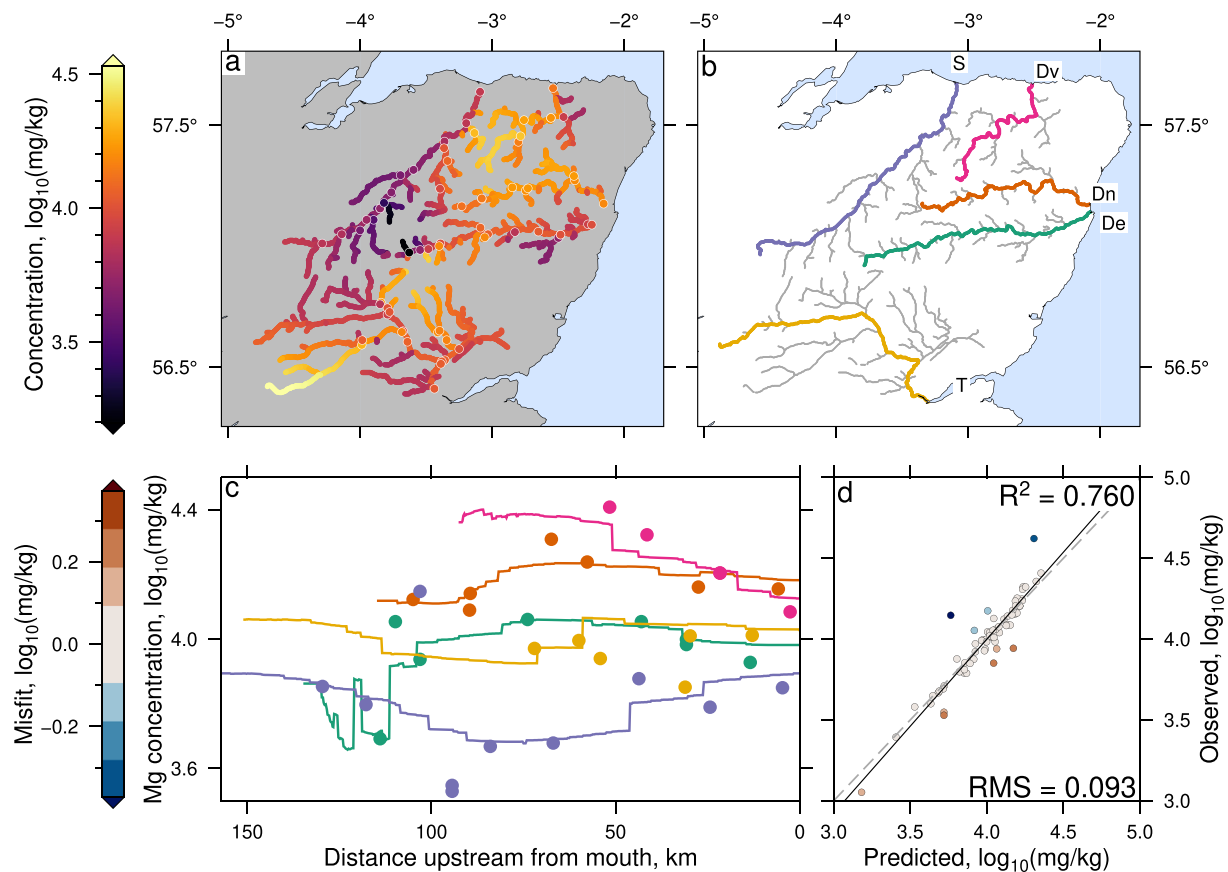 −5° −4° −3° −2° −5° −4° −3° −2°
a b S Dv
Dn
De
T
4.5
4.0
3.5
Concentration, log10(mg/kg)
57.5° 57.5°
56.5° 56.5°
c d
0.2
0.0
−0.2
Misfit, log10(mg/kg)
4.4
4.0
3.6
Mg concentration, log10(mg/kg)
150 100 50 0
Distance upstream from mouth, km
R² = 0.760
RMS = 0.093
5.0
4.5
4.0
3.5
3.0
Observed, log10(mg/kg)
3.0 3.5 4.0 4.5 5.0
Predicted, log10(mg/kg)